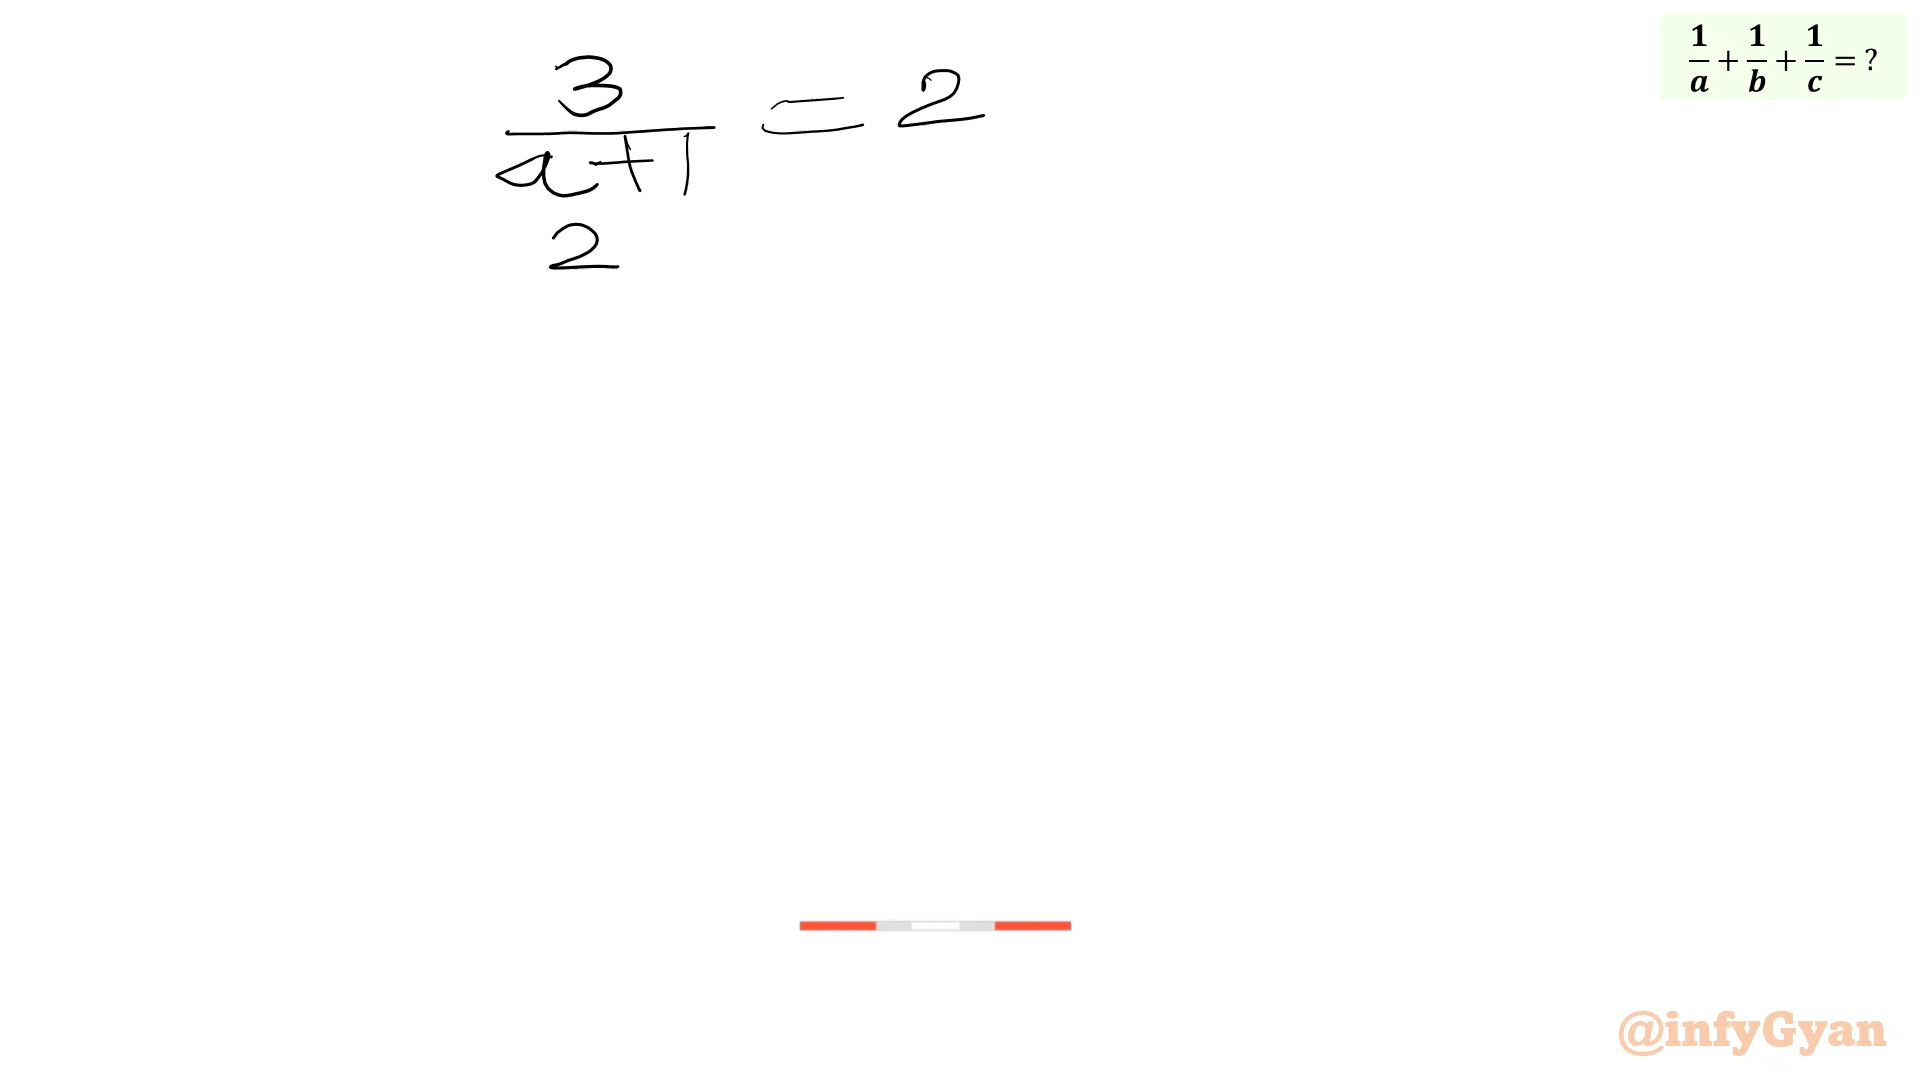 3/(a+1) = 2
2
1/a + 1/b + 1/c = ?
@infyGyan